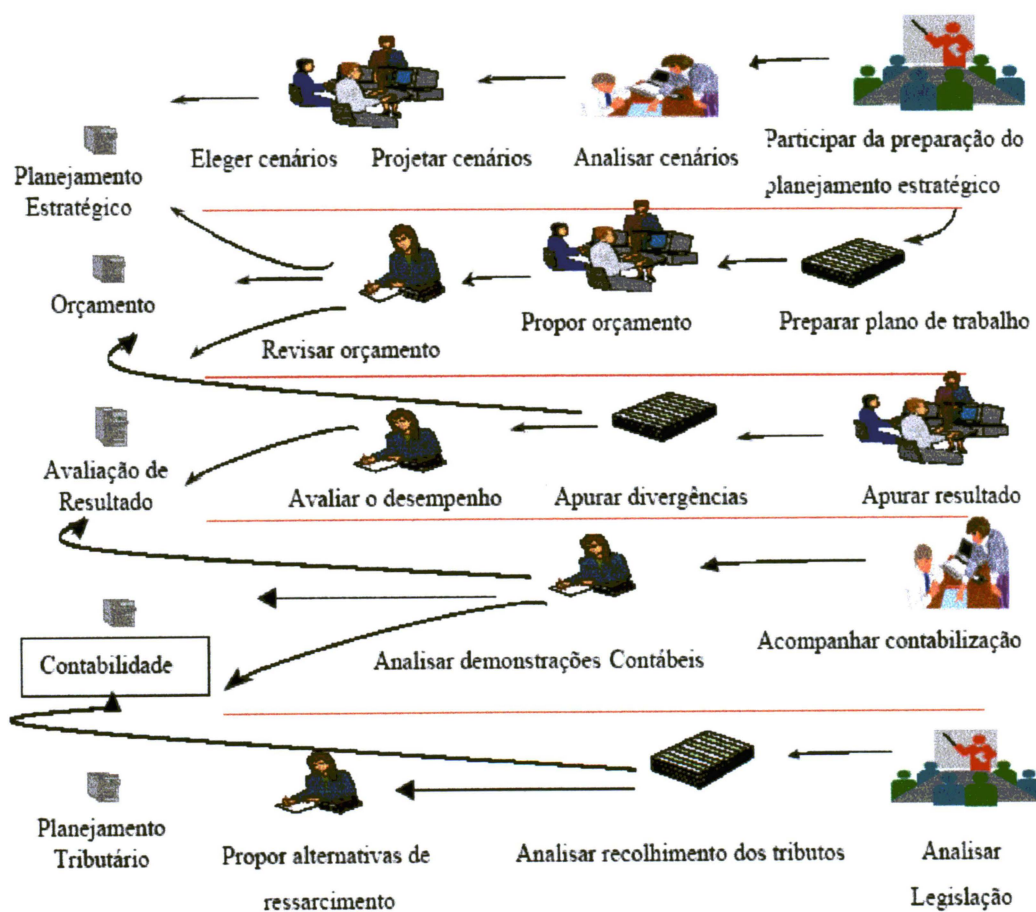 Eleger cenários
Projetar cenários
Analisar cenários
Participar da preparação do
planejamento estratégico
Planejamento
Estratégico
Orçamento
Revisar orçamento
Propor orçamento
Preparar plano de trabalho
Avaliação de
Resultado
Avaliar o desempenho
Apurar divergências
Apurar resultado
Contabilidade
Analisar demonstrações Contábeis
Acompanhar contabilização
Planejamento
Tributário
Propor alternativas de
ressarcimento
Analisar recolhimento dos tributos
Analisar
Legislação